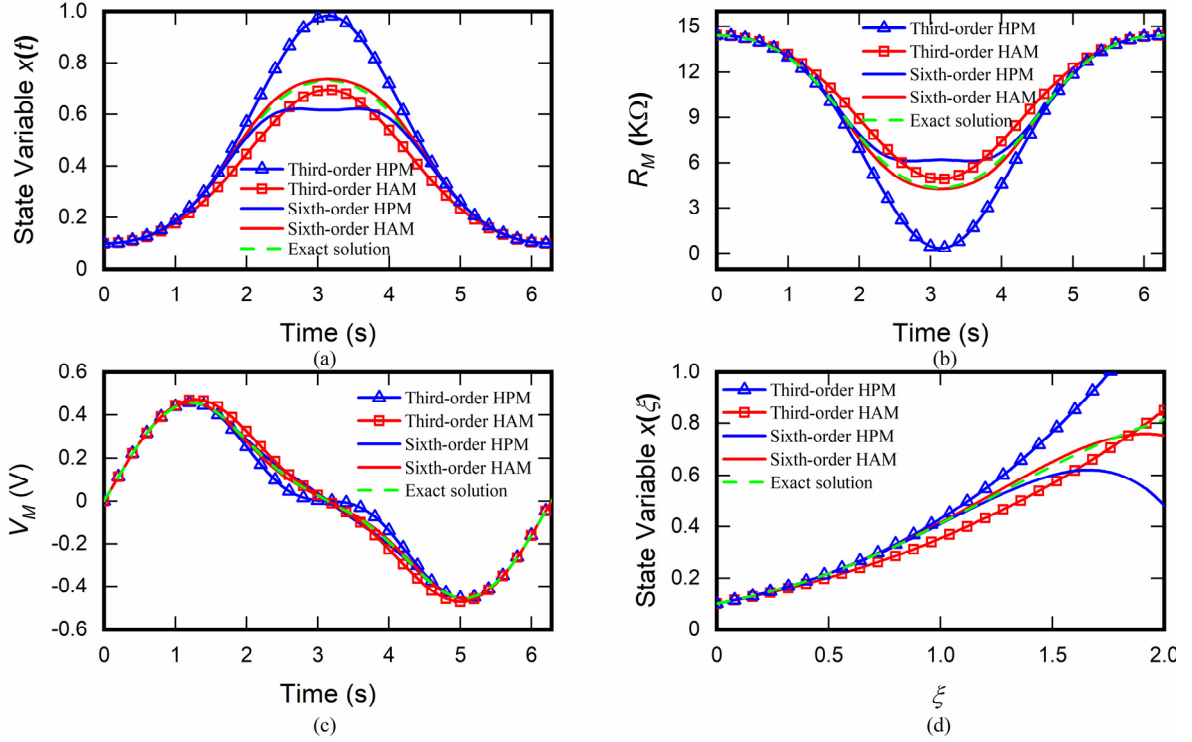 State Variable x(t)
1.0
0.8
0.6
0.4
0.2
0
Third-order HPM
Third-order HAM
Sixth-order HPM
Sixth-order HAM
Exact solution
0 1 2 3 4 5 6
Time (s)
(a)
R_M (KΩ)
15
12
9
6
3
0
Third-order HPM
Third-order HAM
Sixth-order HPM
Sixth-order HAM
Exact solution
0 1 2 3 4 5 6
Time (s)
(b)
V_M (V)
0.6
0.4
0.2
0
-0.2
-0.4
-0.6
Third-order HPM
Third-order HAM
Sixth-order HPM
Sixth-order HAM
Exact solution
0 1 2 3 4 5 6
Time (s)
(c)
State Variable x(ξ)
1.0
0.8
0.6
0.4
0.2
0
Third-order HPM
Third-order HAM
Sixth-order HPM
Sixth-order HAM
Exact solution
0 0.5 1.0 1.5 2.0
ξ
(d)